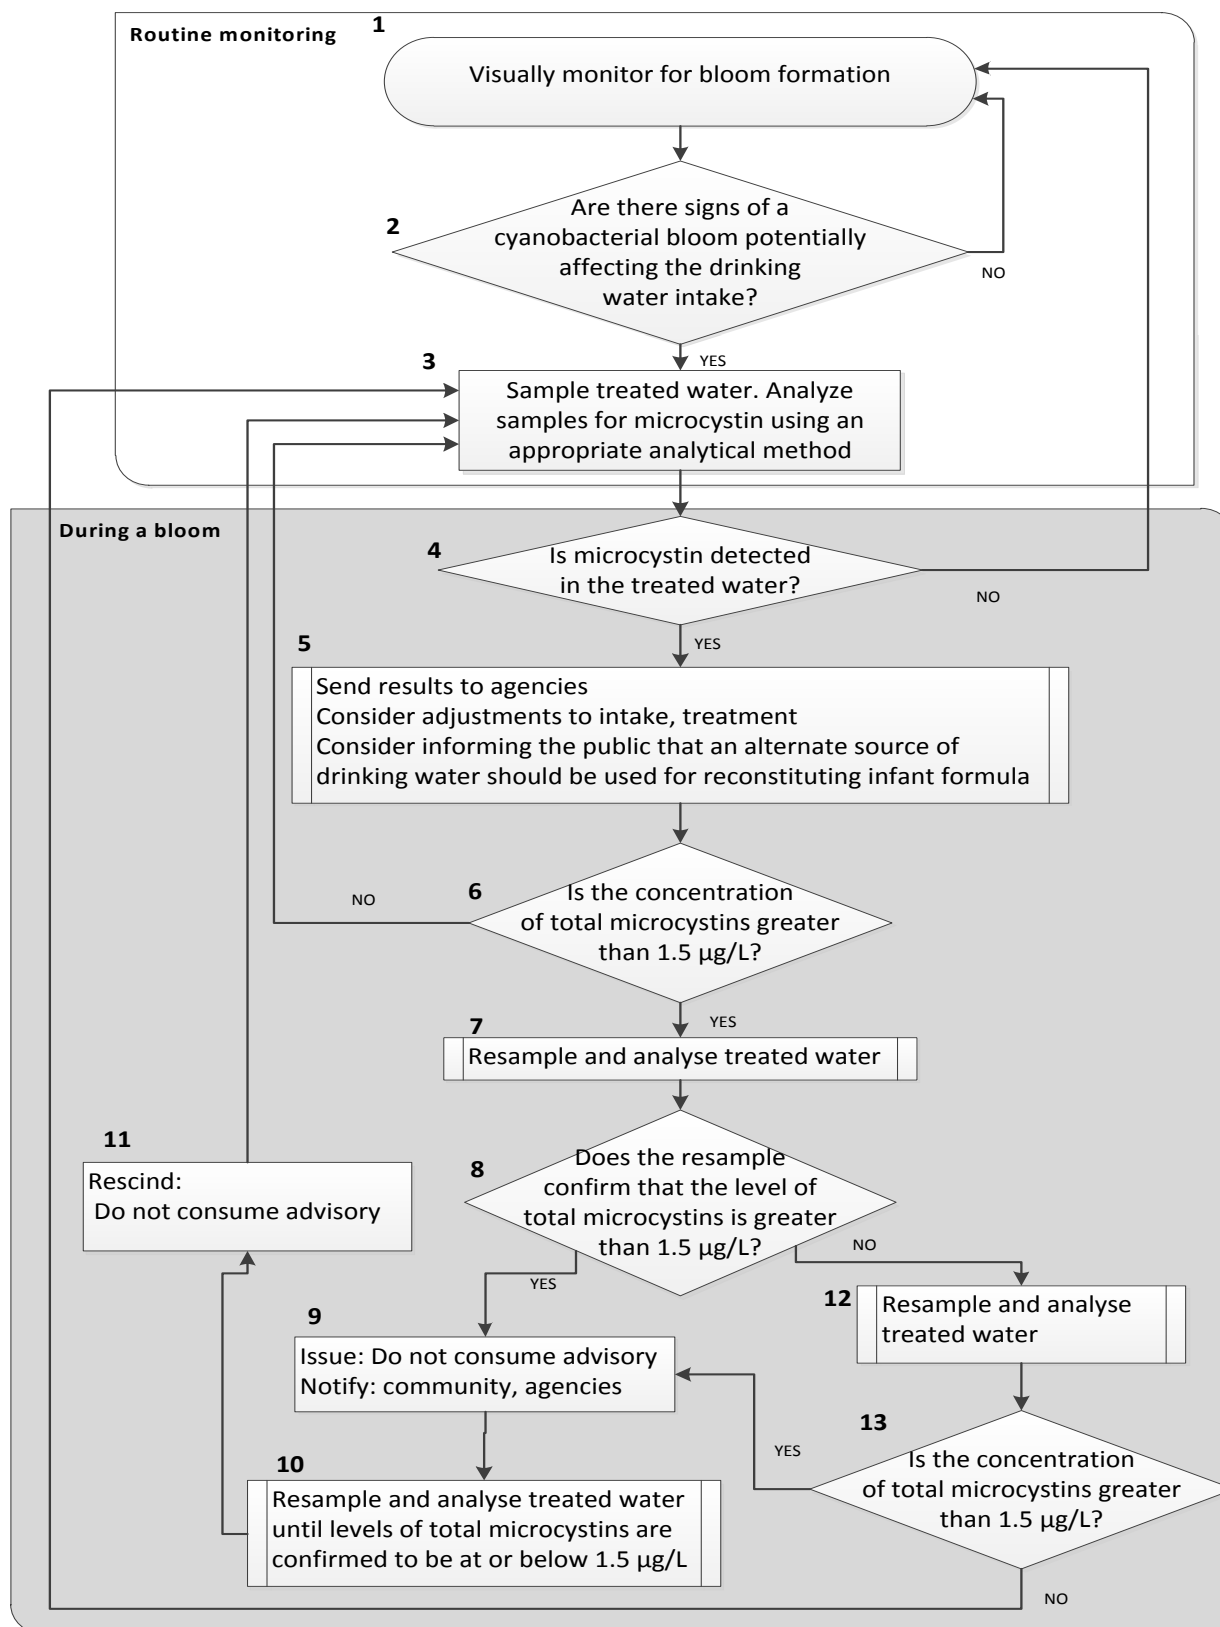 Routine monitoring
1
Visually monitor for bloom formation
2
Are there signs of a
cyanobacterial bloom potentially
affecting the drinking
water intake?
NO
YES
3
Sample treated water. Analyze
samples for microcystin using an
appropriate analytical method
During a bloom
4
Is microcystin detected
in the treated water?
NO
YES
5
Send results to agencies
Consider adjustments to intake, treatment
Consider informing the public that an alternate source of
drinking water should be used for reconstituting infant formula
6
Is the concentration
of total microcystins greater
than 1.5 µg/L?
NO
YES
7
Resample and analyse treated water
8
Does the resample
confirm that the level of
total microcystins is greater
than 1.5 µg/L?
NO
YES
11
Rescind:
Do not consume advisory
9
Issue: Do not consume advisory
Notify: community, agencies
12
Resample and analyse
treated water
10
Resample and analyse treated water
until levels of total microcystins are
confirmed to be at or below 1.5 µg/L
13
Is the concentration
of total microcystins greater
than 1.5 µg/L?
YES
NO